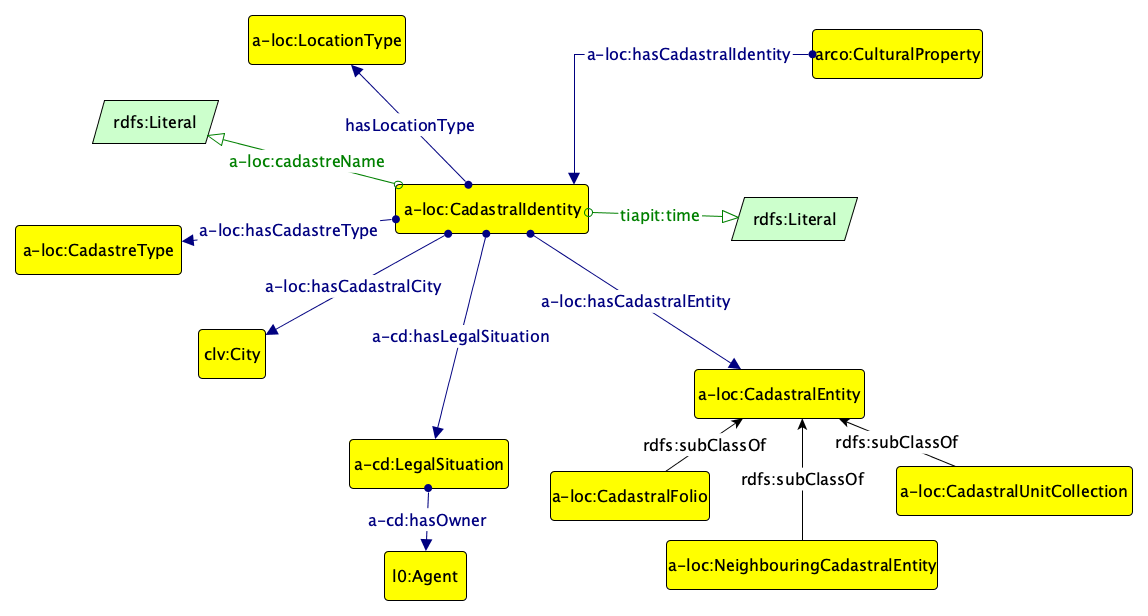 a-loc:LocationType
a-loc:hasCadastralIdentity
arco:CulturalProperty
rdfs:Literal
hasLocationType
a-loc:cadastreName
a-loc:CadastralIdentity
tiapit:time
rdfs:Literal
a-loc:CadastreType
a-loc:hasCadastreType
a-loc:hasCadastralCity
a-loc:hasCadastralEntity
clv:City
a-cd:hasLegalSituation
a-loc:CadastralEntity
rdfs:subClassOf
rdfs:subClassOf
rdfs:subClassOf
a-cd:LegalSituation
a-loc:CadastralFolio
a-loc:CadastralUnitCollection
a-cd:hasOwner
a-loc:NeighbouringCadastralEntity
l0:Agent